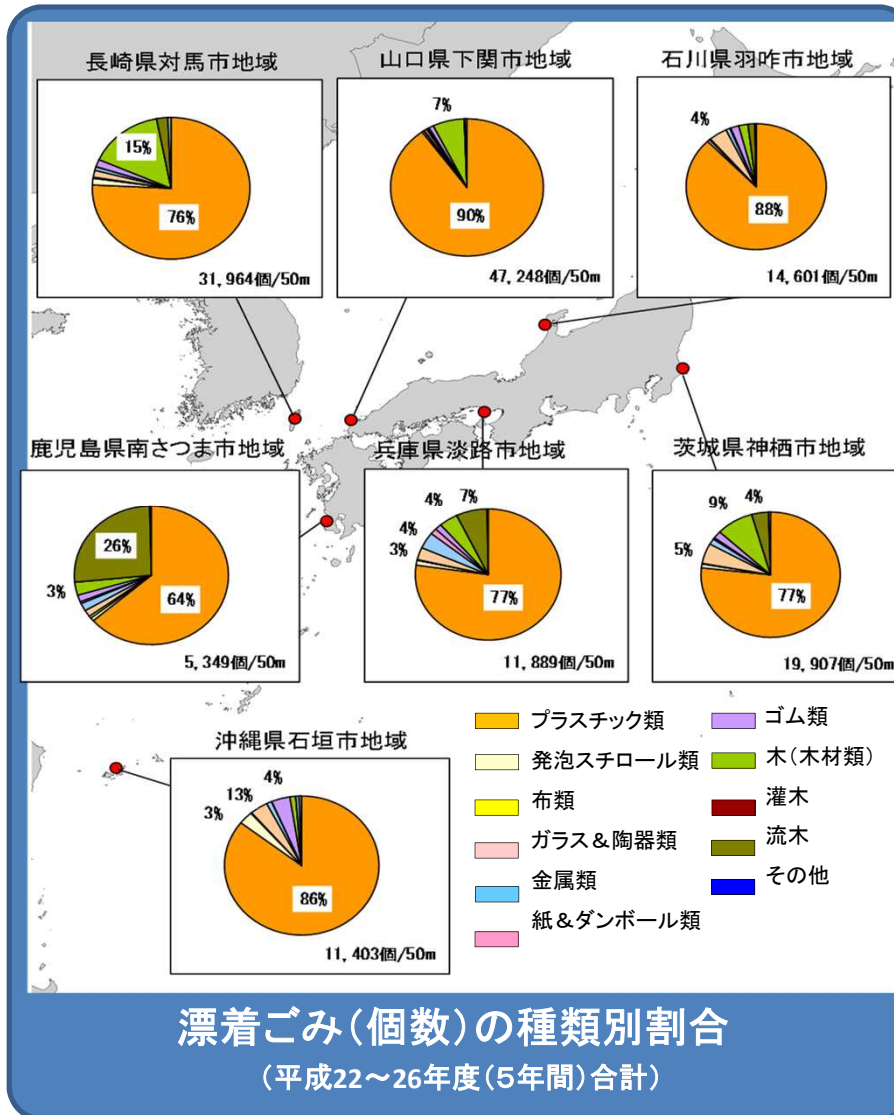 長崎県対馬市地域
15%
76%
31,964個/50m
山口県下関市地域
7%
90%
47,248個/50m
石川県羽咋市地域
4%
88%
14,601個/50m
鹿児島県南さつま市地域
26%
3%
64%
5,349個/50m
兵庫県淡路市地域
7%
4%
4%
3%
77%
11,889個/50m
茨城県神栖市地域
4%
9%
5%
77%
19,907個/50m
沖縄県石垣市地域
4%
13%
3%
86%
11,403個/50m
プラスチック類
発泡スチロール類
布類
ガラス&陶器類
金属類
紙&ダンボール類
ゴム類
木(木材類)
灌木
流木
その他
漂着ごみ(個数)の種類別割合
(平成22~26年度(5年間)合計)